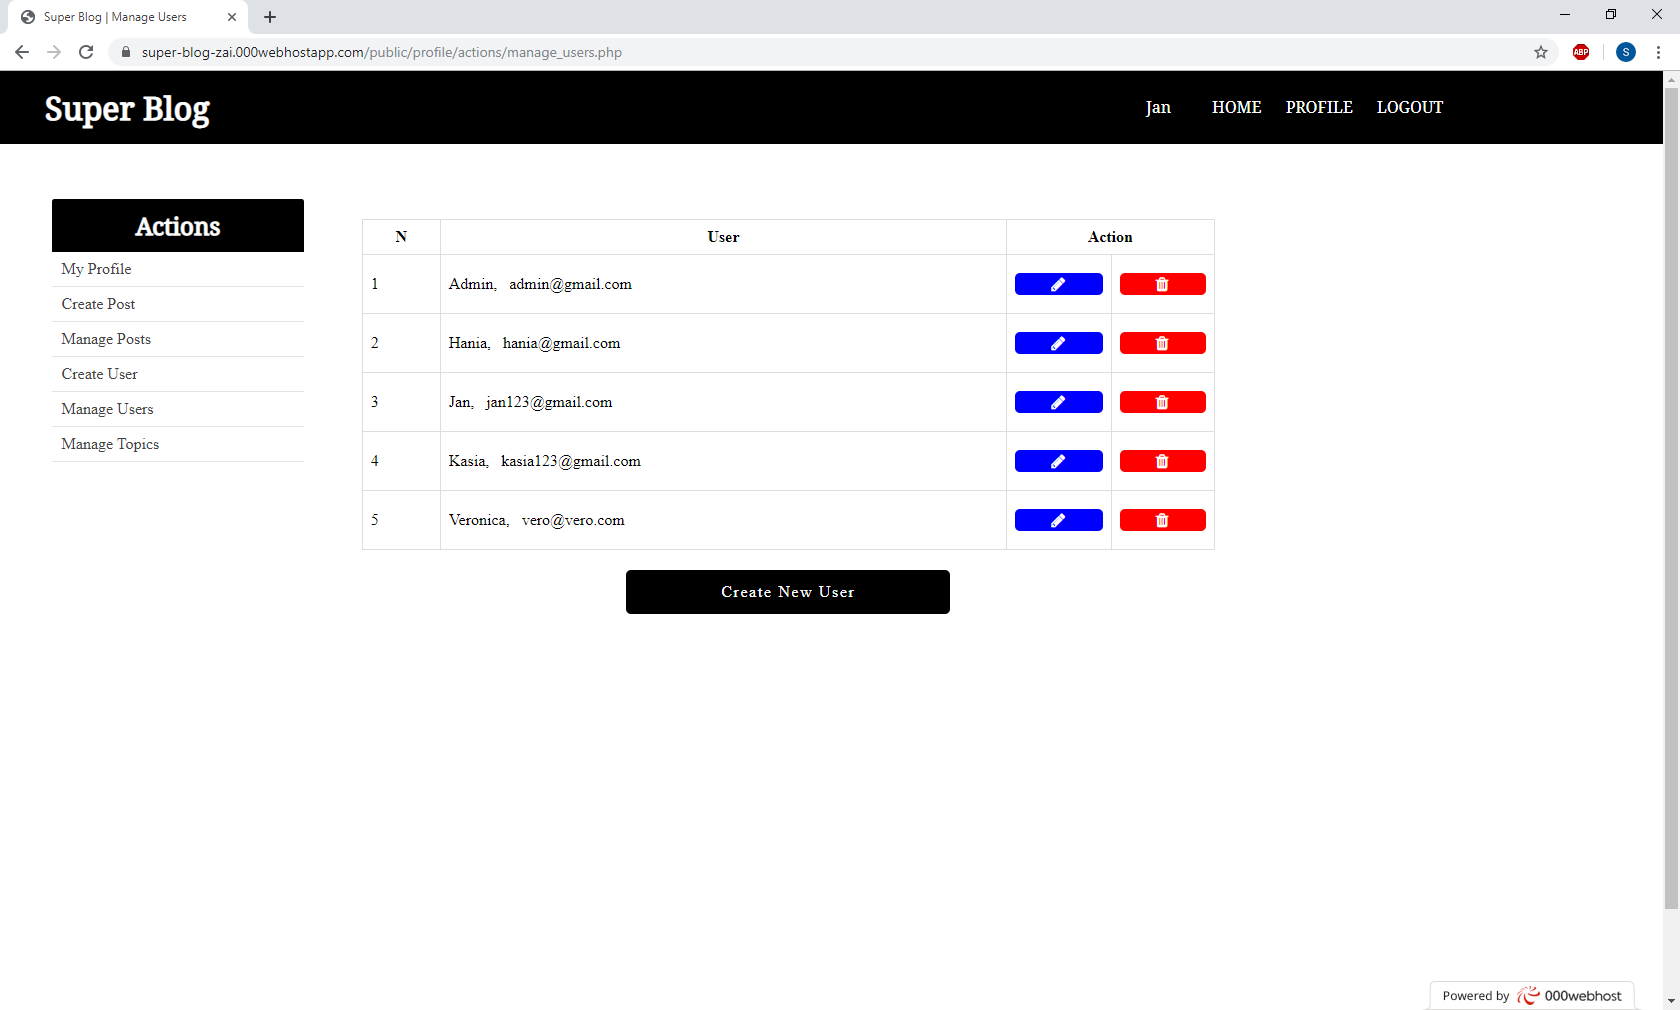 Super Blog | Manage Users
super-blog-zai.000webhostapp.com/public/profile/actions/manage_users.php
ABP
S
Super Blog
Jan HOME PROFILE LOGOUT
Actions
My Profile
Create Post
Manage Posts
Create User
Manage Users
Manage Topics
N User Action
1 Admin, admin@gmail.com
2 Hania, hania@gmail.com
3 Jan, jan123@gmail.com
4 Kasia, kasia123@gmail.com
5 Veronica, vero@vero.com
Create New User
Powered by 000webhost